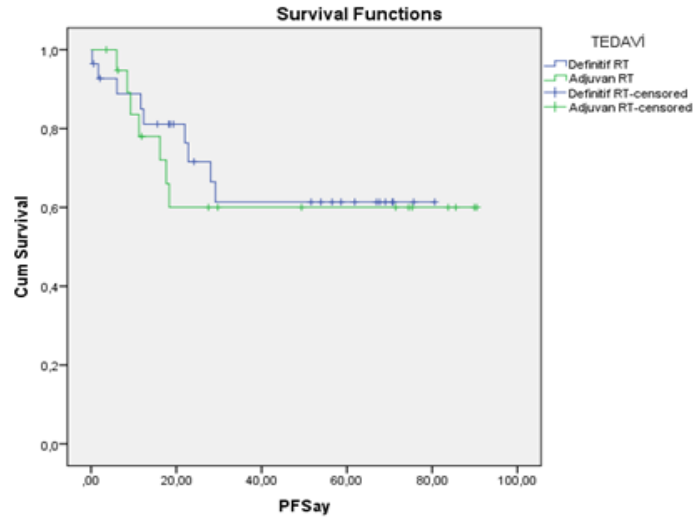 Survival Functions
TEDAVİ
Definitif RT
Adjuvan RT
Definitif RT-censored
Adjuvan RT-censored
Cum Survival
1,0
0,8
0,6
0,4
0,2
0,0
,00 20,00 40,00 60,00 80,00 100,00
PFSay